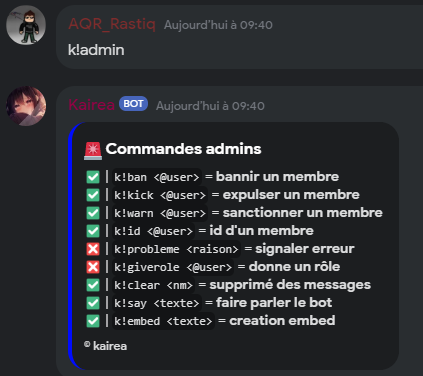 AQR_Rastiq Aujourd'hui à 09:40
k!admin
Kairea BOT Aujourd'hui à 09:40
🚨 Commandes admins
✅ | k!ban <@user> = bannir un membre
✅ | k!kick <@user> = expulser un membre
✅ | k!warn <@user> = sanctionner un membre
✅ | k!id <@user> = id d'un membre
❌ | k!probleme <raison> = signaler erreur
❌ | k!giverole <@user> = donne un rôle
✅ | k!clear <nm> = supprimé des messages
✅ | k!say <texte> = faire parler le bot
✅ | k!embed <texte> = creation embed
© kairea